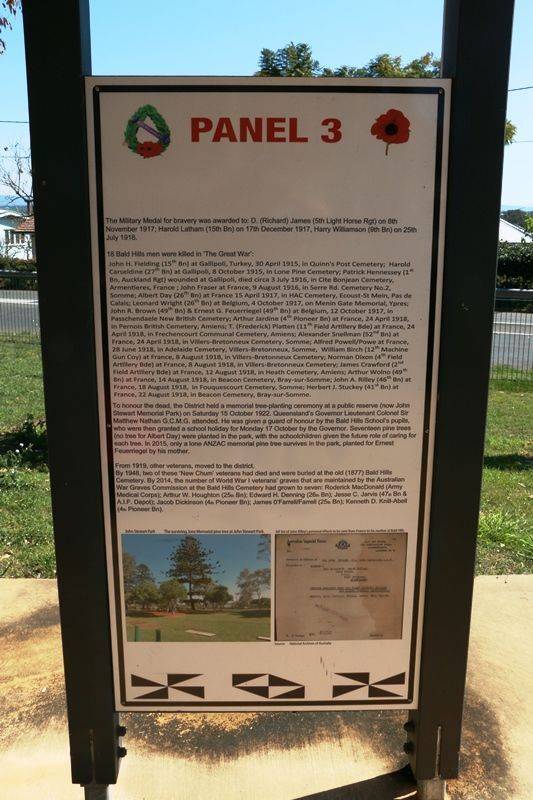 PANEL 3
The Military Medal for bravery was awarded to: D. (Richard) James (5th Light Horse Rgt) on 8th
November 1917; Harold Latham (15th Bn) on 17th December 1917, Harry Williamson (9th Bn) on 25th
July 1918.
18 Bald Hills men were killed in 'The Great War':
John H. Fielding (15th Bn) at Gallipoli, Turkey, 30 April 1915, in Quinn's Post Cemetery; Harold
Carseldine (27th Bn) at Gallipoli, 8 October 1915, in Lone Pine Cemetery; Patrick Hennessey (1st
Bn, Auckland Rgt) wounded at Gallipoli, died circa 3 July 1916, in Cite Bonjean Cemetery,
Armentieres, France ; John Fraser at France, 9 August 1916, in Serre Rd. Cemetery No.2,
Somme; Albert Day (26th Bn) at France 15 April 1917, in HAC Cemetery, Ecoust-St Mein, Pas de
Calais; Leonard Wright (26th Bn) at Belgium, 4 October 1917, on Menin Gate Memorial, Ypres;
John R. Brown (49th Bn) & Ernest G. Feuerriegel (49th Bn) at Belgium, 12 October 1917, in
Passchendaele New British Cemetery; Arthur Jardine (4th Pioneer Bn) at France, 24 April 1918,
in Pernois British Cemetery, Amiens; T. (Frederick) Platten (11th Field Artillery Bde) at France, 24
April 1918, in Frechencourt Communal Cemetery, Amiens; Alexander Snellman (52nd Bn) at
France, 24 April 1918, in Villers-Bretonneux Cemetery, Somme; Alfred Powell/Powe at France,
28 June 1918, in Adelaide Cemetery, Villers-Bretonneux, Somme, William Birch (12th Machine
Gun Coy) at France, 8 August 1918, in Villers-Bretonneux Cemetery; Norman Dixon (4th Field
Artillery Bde) at France, 8 August 1918, in Villers-Bretonneux Cemetery; James Crawford (2nd
Field Artillery Bde) at France, 12 August 1918, in Heath Cemetery, Amiens; Arthur Wolno (49th
Bn) at France, 14 August 1918, in Beacon Cemetery, Bray-sur-Somme; John A. Rilley (46th Bn) at
France, 18 August 1918, in Fouquescourt Cemetery, Somme; Herbert J. Stuckey (41st Bn) at
France, 22 August 1918, in Beacon Cemetery, Bray-sur-Somme.
To honour the dead, the District held a memorial tree-planting ceremony at a public reserve (now John
Stewart Memorial Park) on Saturday 15 October 1922. Queensland's Governor Lieutenant Colonel Sir
Matthew Nathan G.C.M.G. attended. He was given a guard of honour by the Bald Hills School's pupils,
who were then granted a school holiday for Monday 17 October by the Governor. Seventeen pine trees
(no tree for Albert Day) were planted in the park, with the schoolchildren given the future role of caring for
each tree. In 2015, only a lone ANZAC memorial pine tree survives in the park, planted for Ernest
Feuerriegel by his mother.
From 1919, other veterans, moved to the district.
By 1948, two of these 'New Chum' veterans had died and were buried at the old (1877) Bald Hills
Cemetery. By 2014, the number of World War I veterans' graves that are maintained by the Australian
War Graves Commission at the Bald Hills Cemetery had grown to seven: Roderick MacDonald (Army
Medical Corps); Arthur W. Houghton (25th Bn); Edward H. Denning (26th Bn); Jesse C. Jarvis (47th Bn &
A.I.F. Depot); Jacob Dickinson (4th Pioneer Bn); James O'Farrell/Farrell (25th Bn); Kenneth D. Knill-Abell
(4th Pioneer Bn).
John Stewart Park The surviving, lone Memorial pine tree at John Stewart Park
Source National Archives of Australia